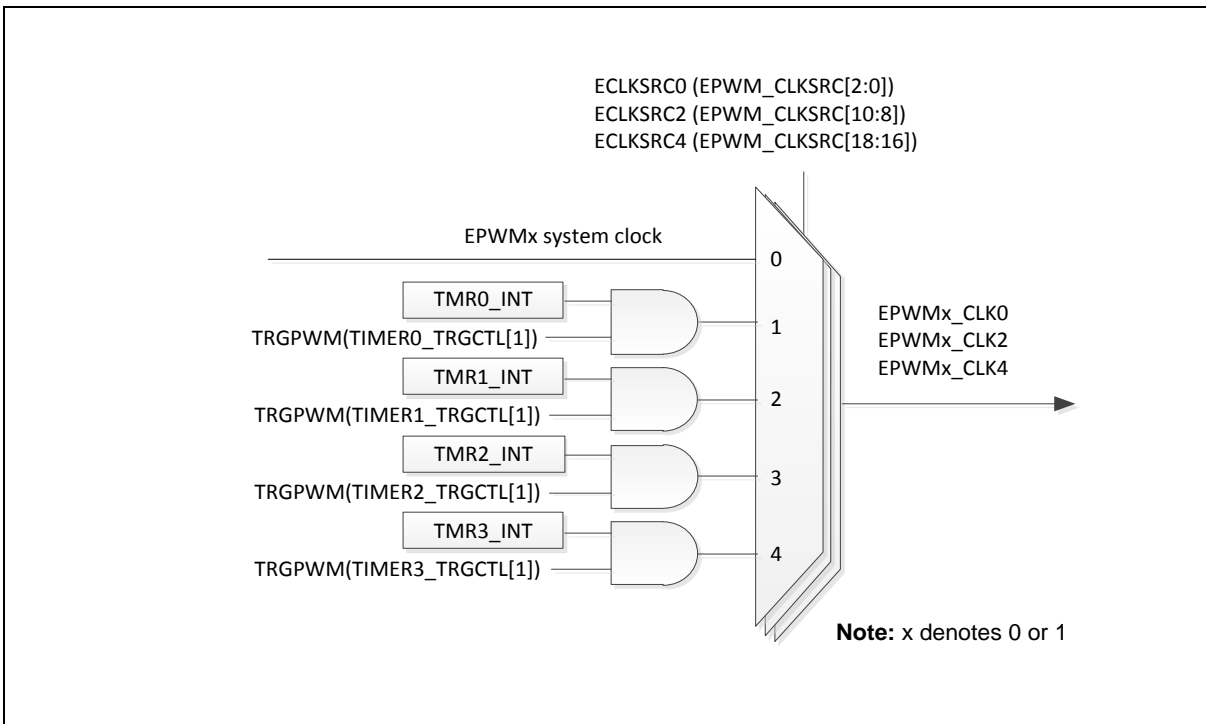 ECLKSRC0 (EPWM_CLKSRC[2:0])
ECLKSRC2 (EPWM_CLKSRC[10:8])
ECLKSRC4 (EPWM_CLKSRC[18:16])
EPWMx system clock
0
TMR0_INT
TRGPWM(TIMER0_TRGCTL[1])
1
TMR1_INT
TRGPWM(TIMER1_TRGCTL[1])
2
TMR2_INT
TRGPWM(TIMER2_TRGCTL[1])
3
TMR3_INT
TRGPWM(TIMER3_TRGCTL[1])
4
EPWMx_CLK0
EPWMx_CLK2
EPWMx_CLK4
Note: x denotes 0 or 1